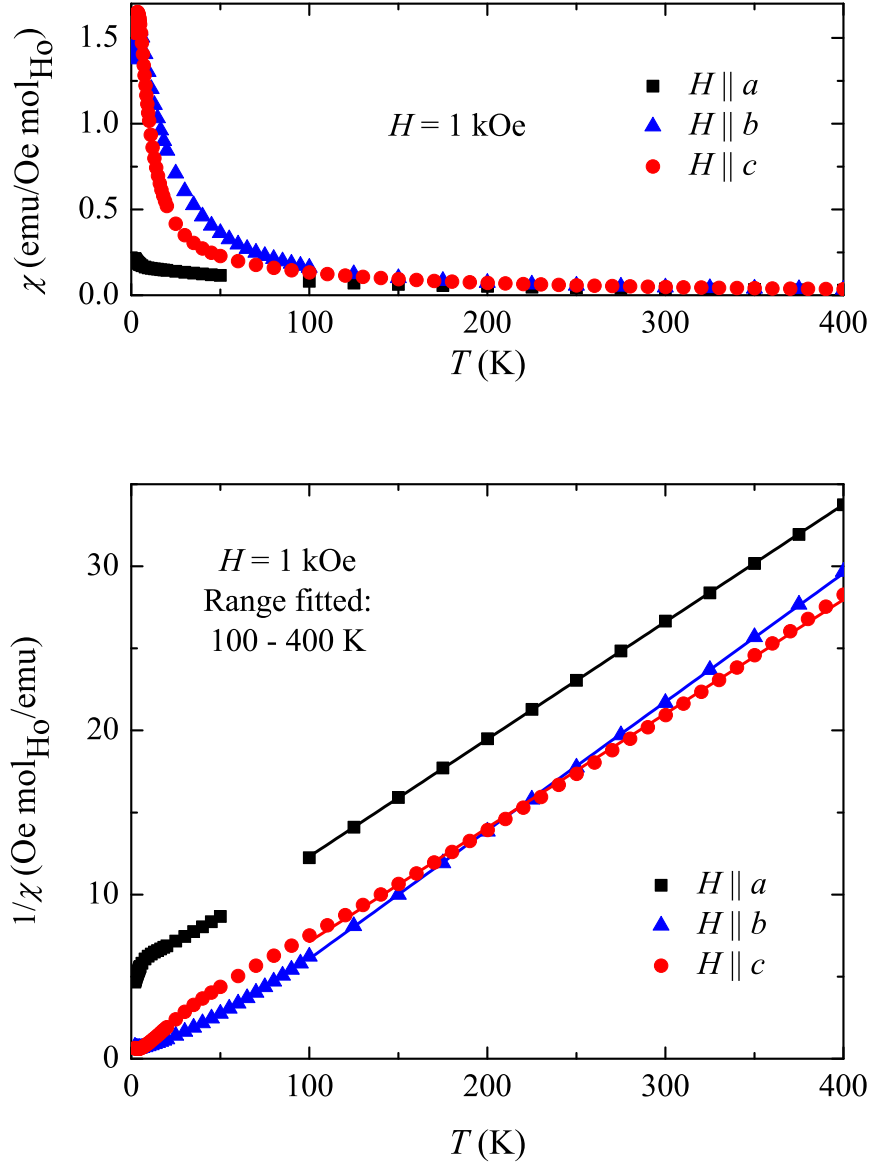 1.5
1.0
0.5
0.0
χ (emu/Oe mol_Ho)
H = 1 kOe
H || a
H || b
H || c
0 100 200 300 400
T (K)
30
20
10
0
1/χ (Oe mol_Ho/emu)
H = 1 kOe
Range fitted:
100 - 400 K
H || a
H || b
H || c
0 100 200 300 400
T (K)